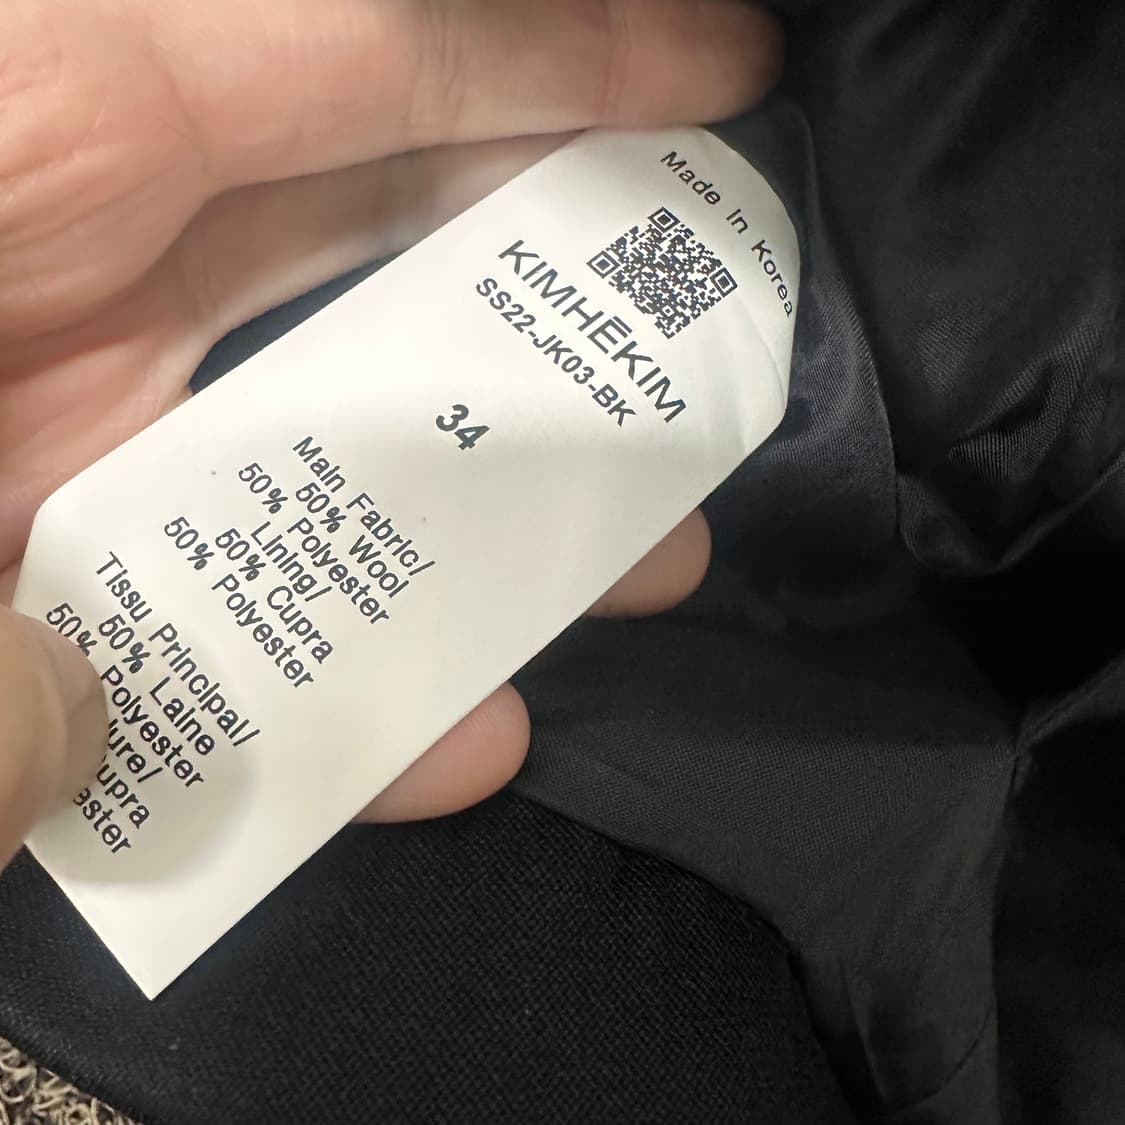 Made in Korea
KIMHĒKIM
SS22-JK03-BK
34
Main Fabric/
50% Wool
50% Polyester
Lining/
50% Cupra
50% Polyester
Tissu Principal/
50% Laine
50% Polyester